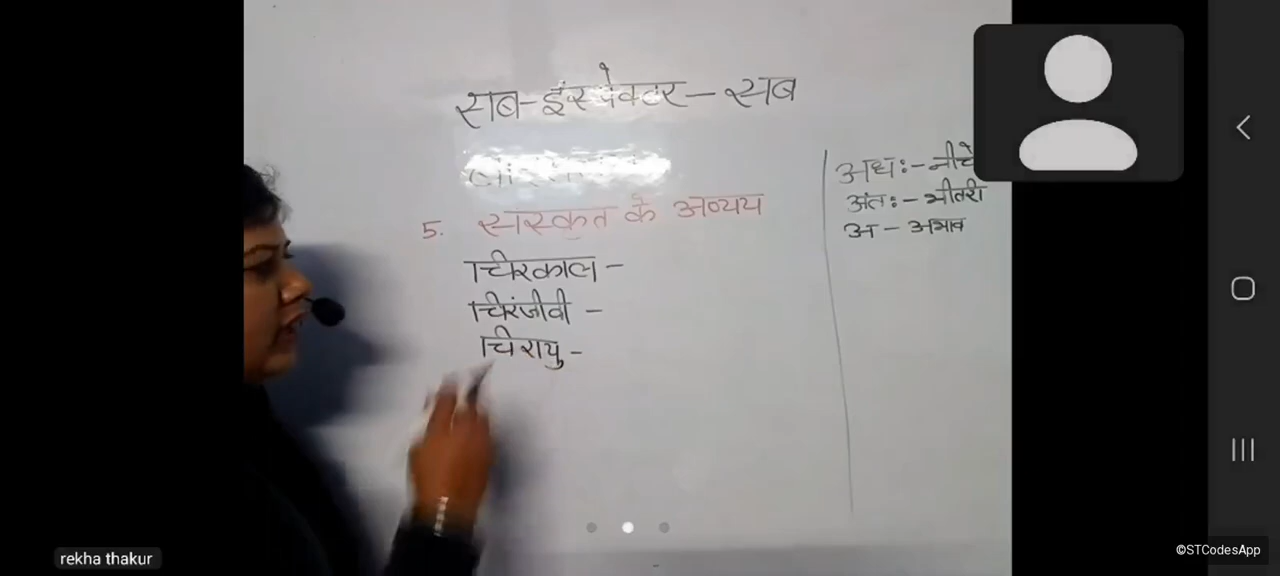 सब-इंस्पेक्टर - सब
5. संस्कृत के अव्यय
चिरकाल -
चिरंजीवी -
चिरायु -
अधः - नीचे
अंतः - भीतरी
अ - अभाव
rekha thakur
©STCodesApp